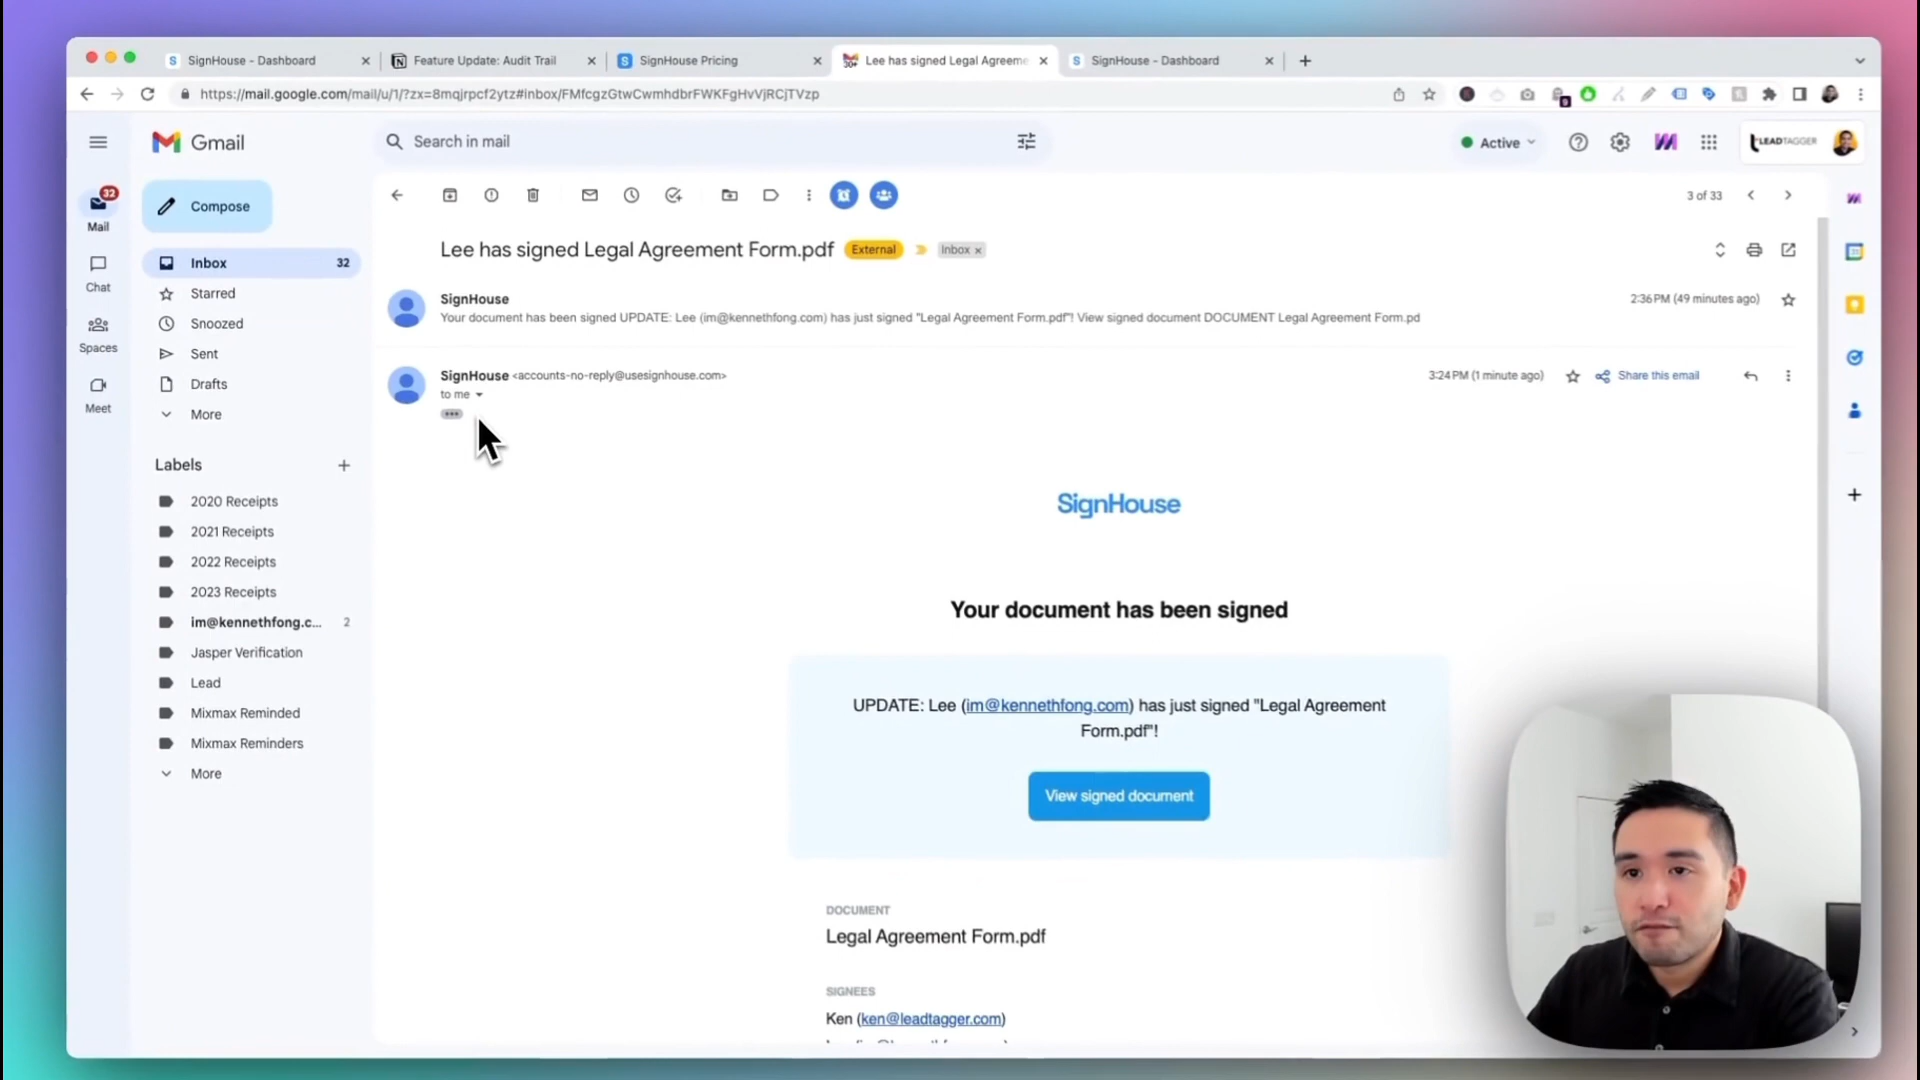 SignHouse - Dashboard
Feature Update: Audit Trail
SignHouse Pricing
Lee has signed Legal Agreeme
SignHouse - Dashboard
https://mail.google.com/mail/u/1/?zx=8mqjrpcf2ytz#inbox/FMfcgzGtwCwmhdbrFWKFgHvVjRCjTVzp
Gmail
Search in mail
Active
LEADTAGGER
32
Mail
Chat
Spaces
Meet
Compose
Inbox 32
Starred
Snoozed
Sent
Drafts
More
Labels
2020 Receipts
2021 Receipts
2022 Receipts
2023 Receipts
im@kennethfong.c... 2
Jasper Verification
Lead
Mixmax Reminded
Mixmax Reminders
More
3 of 33
Lee has signed Legal Agreement Form.pdf External Inbox
SignHouse 2:36 PM (49 minutes ago)
Your document has been signed UPDATE: Lee (im@kennethfong.com) has just signed "Legal Agreement Form.pdf"! View signed document DOCUMENT Legal Agreement Form.pd
SignHouse <accounts-no-reply@usesignhouse.com> 3:24 PM (1 minute ago) Share this email
to me
SignHouse
Your document has been signed
UPDATE: Lee (im@kennethfong.com) has just signed "Legal Agreement
Form.pdf"!
View signed document
DOCUMENT
Legal Agreement Form.pdf
SIGNEES
Ken (ken@leadtagger.com)